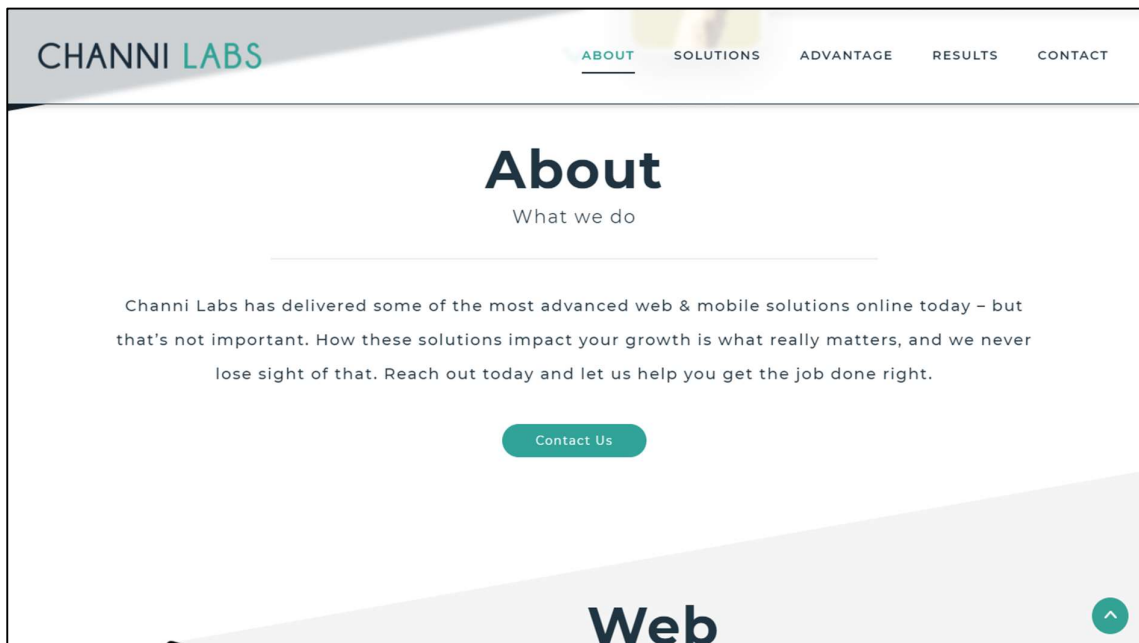 CHANNI LABS
ABOUT SOLUTIONS ADVANTAGE RESULTS CONTACT
About
What we do
Channi Labs has delivered some of the most advanced web & mobile solutions online today – but
that’s not important. How these solutions impact your growth is what really matters, and we never
lose sight of that. Reach out today and let us help you get the job done right.
Contact Us
Web